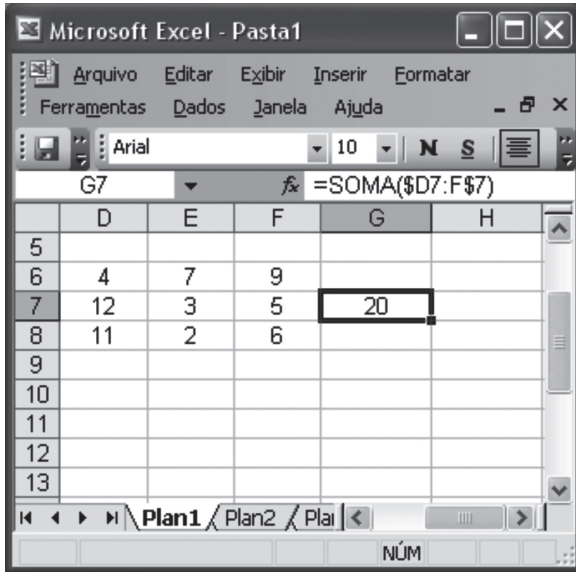 Microsoft Excel - Pasta1
Arquivo Editar Exibir Inserir Formatar
Ferramentas Dados Janela Ajuda
Arial 10 N S
G7 fx =SOMA($D7:F$7)
D E F G H
5
6 4 7 9
7 12 3 5 20
8 11 2 6
9
10
11
12
13
Plan1 Plan2 Pla
NÚM